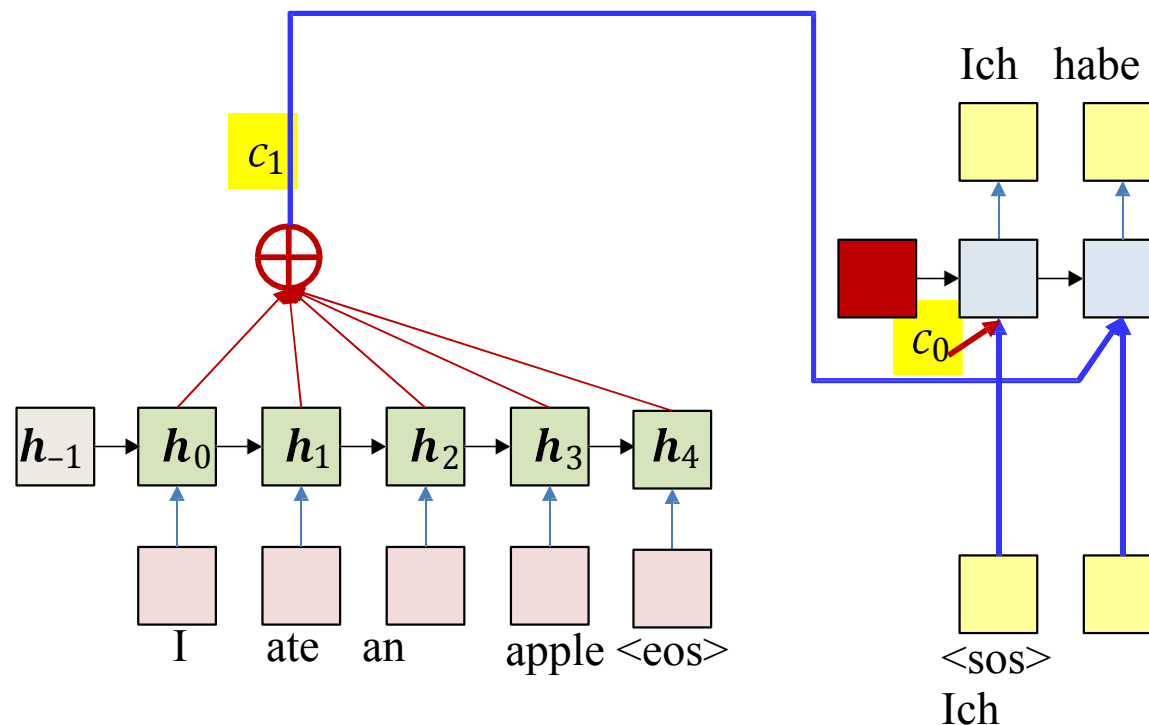 Ich habe
c₁
c₀
h₋₁ h₀ h₁ h₂ h₃ h₄
I ate an apple <eos>
<sos>
Ich